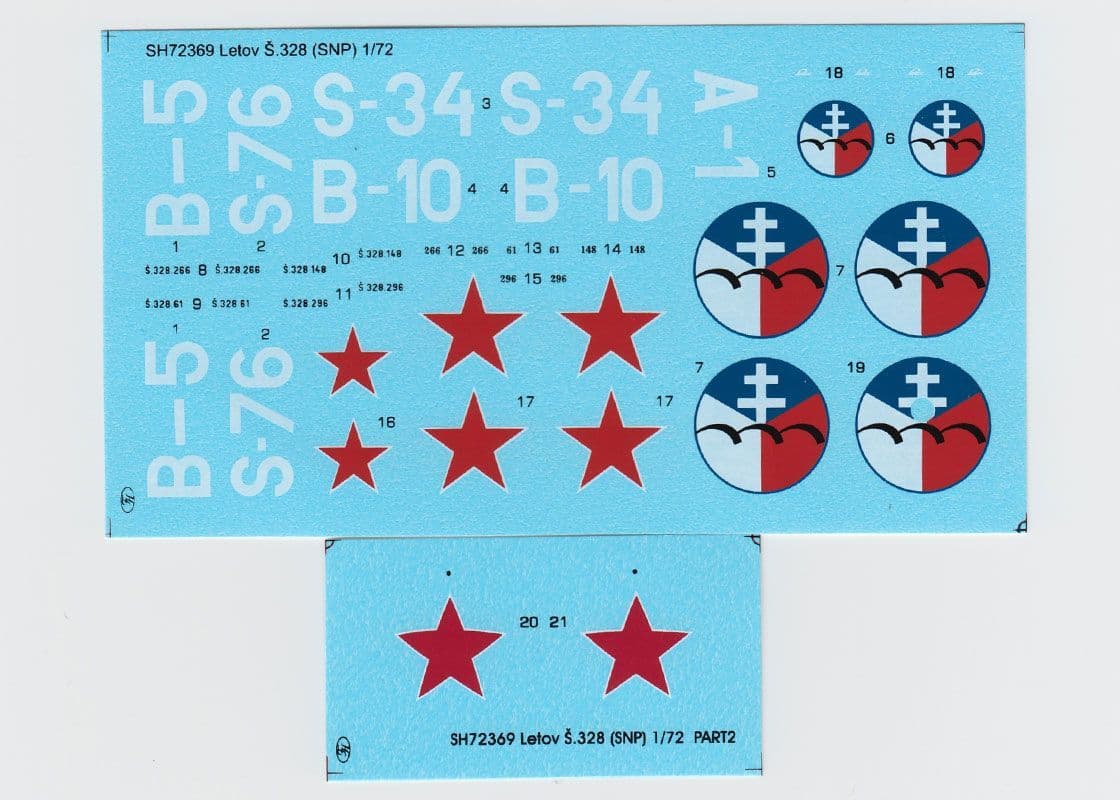 SH72369 Letov Š.328 (SNP) 1/72
B-5
S-76
S-34 3 S-34
B-10 4 4 B-10
A-1 5
18 18
6
1 2
Š.328.266 8 Š.328.266
Š.328.148 10 Š.328.148
266 12 266
61 13 61
148 14 148
296 15 296
Š.328.61 9 Š.328.61
Š.328.296 11 Š.328.296
7
1 2
B-5
S-76
16
17 17
7 19
20 21
SH72369 Letov Š.328 (SNP) 1/72 PART2